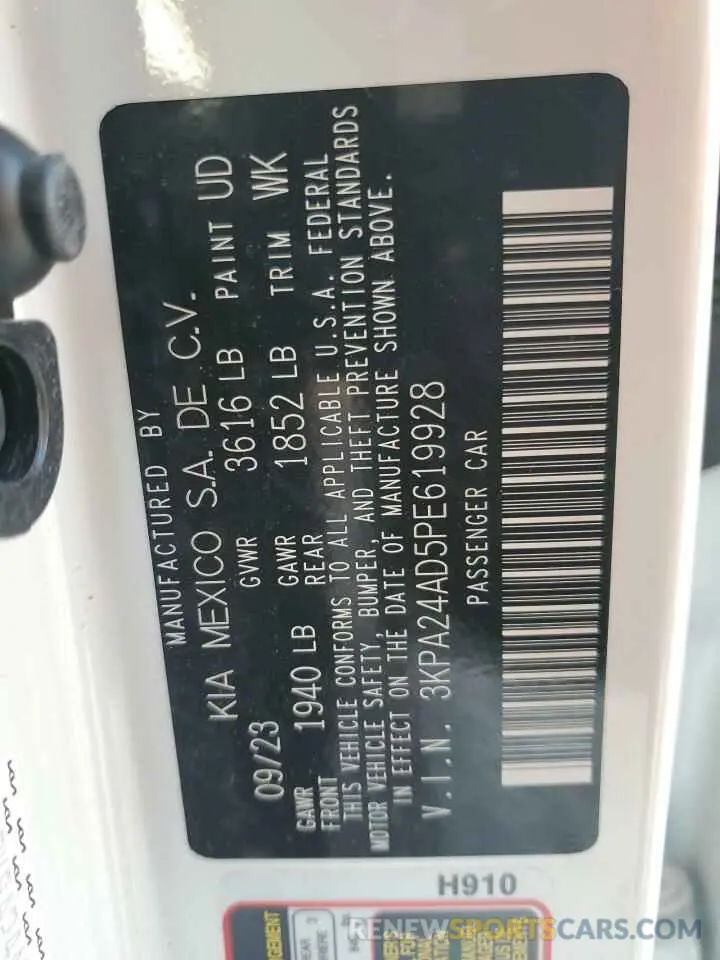 MANUFACTURED BY
KIA MEXICO S.A. DE C.V.
09/23 GVWR 3616 LB PAINT UD
GAWR FRONT 1940 LB GAWR REAR 1852 LB TRIM WK
THIS VEHICLE CONFORMS TO ALL APPLICABLE U.S.A. FEDERAL
MOTOR VEHICLE SAFETY, BUMPER, AND THEFT PREVENTION STANDARDS
IN EFFECT ON THE DATE OF MANUFACTURE SHOWN ABOVE.
V.I.N. 3KPA24AD5PE619928
PASSENGER CAR
H910
RENEWSPORTSCARS.COM